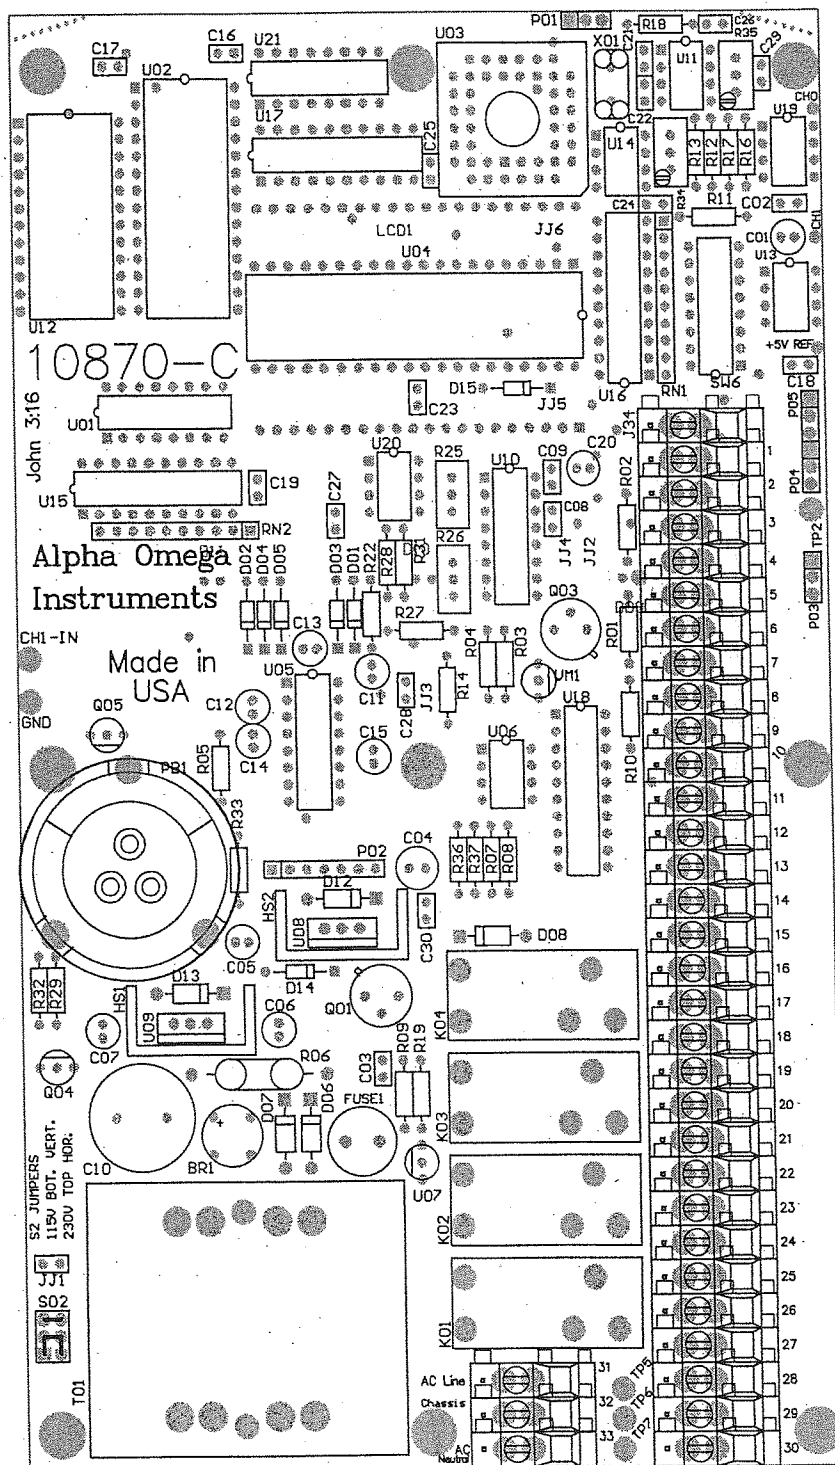 P01
R18
C26
R35
C16
U21
U03
X01
C21
U11
C29
C17
U02
CH0
U17
C25
C22
U14
U19
R13
R12
R17
R16
R34
R11
C02
CH1
C24
LCD1
JJ6
C01
U04
U13
U12
+5V REF
10870-C
C18
D15
U16
RN1
SW6
C23
JJ5
P05
U01
J34
John 3:16
U20
R25
U10
C09
C20
R02
1
P04
2
U15
C19
C27
C08
3
RN2
R26
JJ4
JJ2
TP2
Alpha Omega
D02
D04
D05
D03
D01
R22
R28
R31
4
Instruments
Q03
5
P03
R27
R04
R03
R01
6
CH1-IN
C13
Made in
USA
U05
C11
C28
JJ3
R14
VM1
U18
7
8
GND
Q05
C12
C14
C15
U06
R10
9
10
PB1
R05
11
R33
12
P02
C04
R36
R37
R07
R08
13
HS2
D12
14
U08
C30
D08
15
C05
16
R32
R29
HS1
D13
D14
Q01
K04
17
U09
C06
18
C07
R09
R19
C03
19
Q04
R06
20
D07
D06
FUSE1
K03
21
C10
BR1
U07
22
S2 JUMPERS
115V BOT. VERT.
230V TOP HOR.
23
K02
24
JJ1
25
S02
26
K01
27
T01
AC Line
31
TP5
28
Chassis
32
TP6
29
33
TP7
AC
Neutral
30